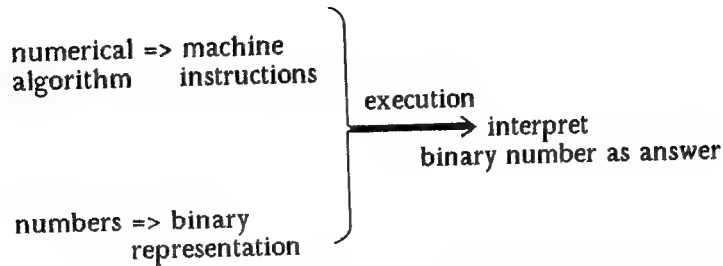 numerical => machine
algorithm instructions
execution
interpret
binary number as answer
numbers => binary
representation